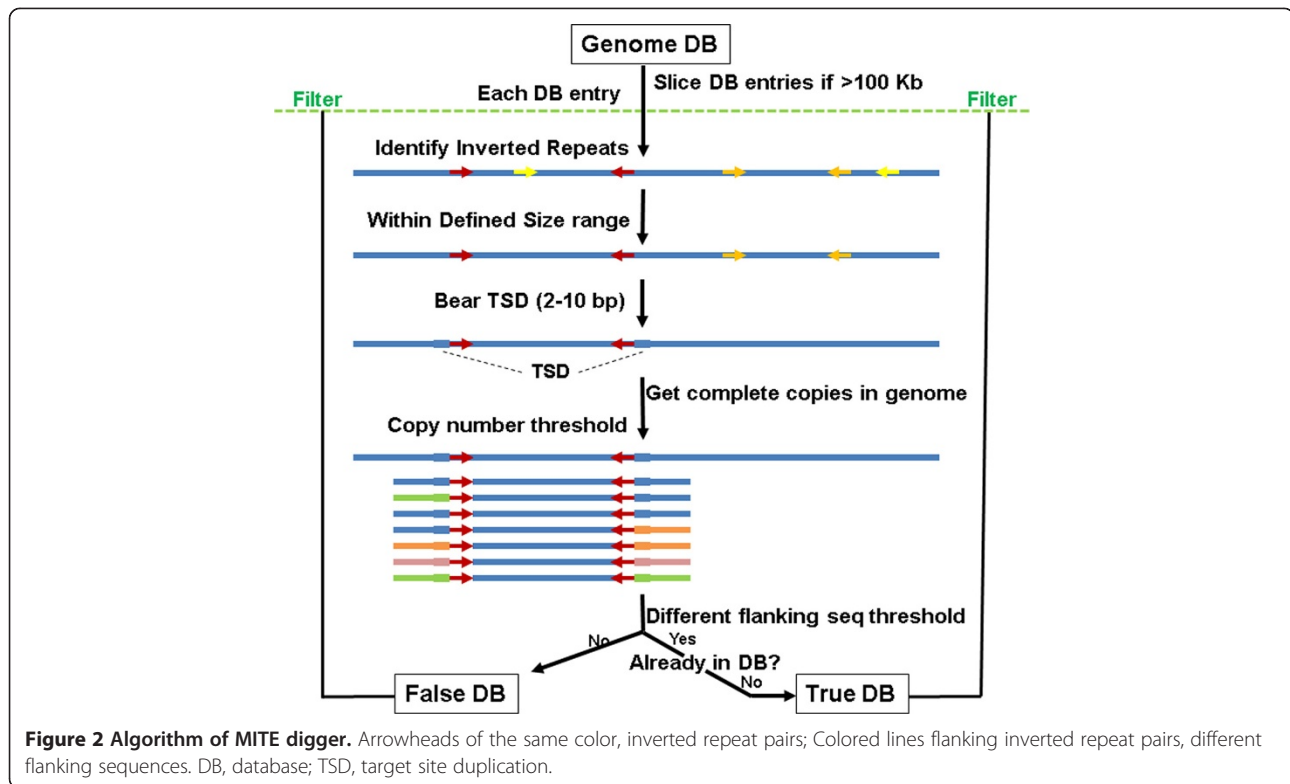 Genome DB
Slice DB entries if >100 Kb
Each DB entry
Filter
Filter
Identify Inverted Repeats
Within Defined Size range
Bear TSD (2-10 bp)
TSD
Get complete copies in genome
Copy number threshold
Different flanking seq threshold
No
Yes
Already in DB?
No
False DB
True DB
Figure 2 Algorithm of MITE digger. Arrowheads of the same color, inverted repeat pairs; Colored lines flanking inverted repeat pairs, different
flanking sequences. DB, database; TSD, target site duplication.